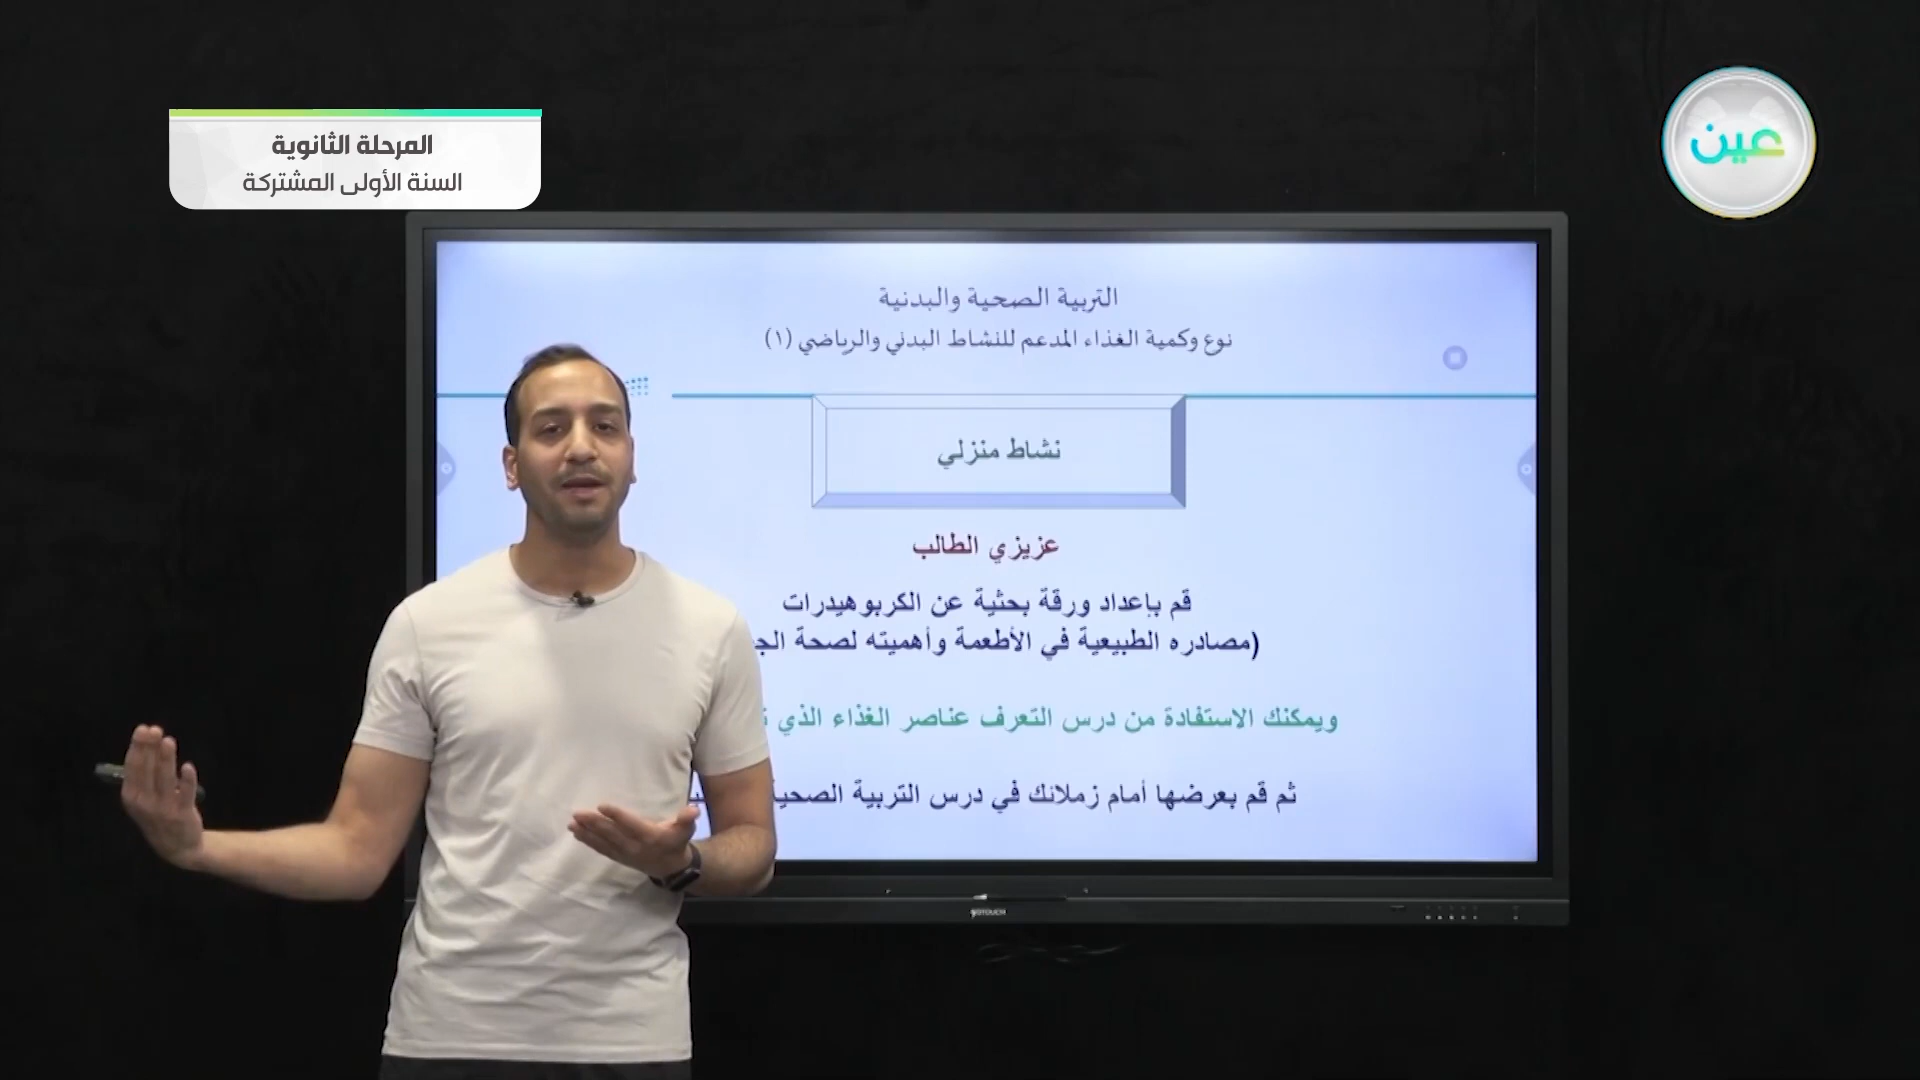 المرحلة الثانوية
السنة الأولى المشتركة
عين
التربية الصحية والبدنية
نوع وكمية الغذاء المدعم للنشاط البدني والرياضي (١)
نشاط منزلي
عزيزي الطالب
قم بإعداد ورقة بحثية عن الكربوهيدرات
(مصادره الطبيعية في الأطعمة وأهميته لصحة
ويمكنك الاستفادة من درس التعرف عناصر الغذاء الذي
ثم قم بعرضها أمام زملائك في درس التربية الصحية